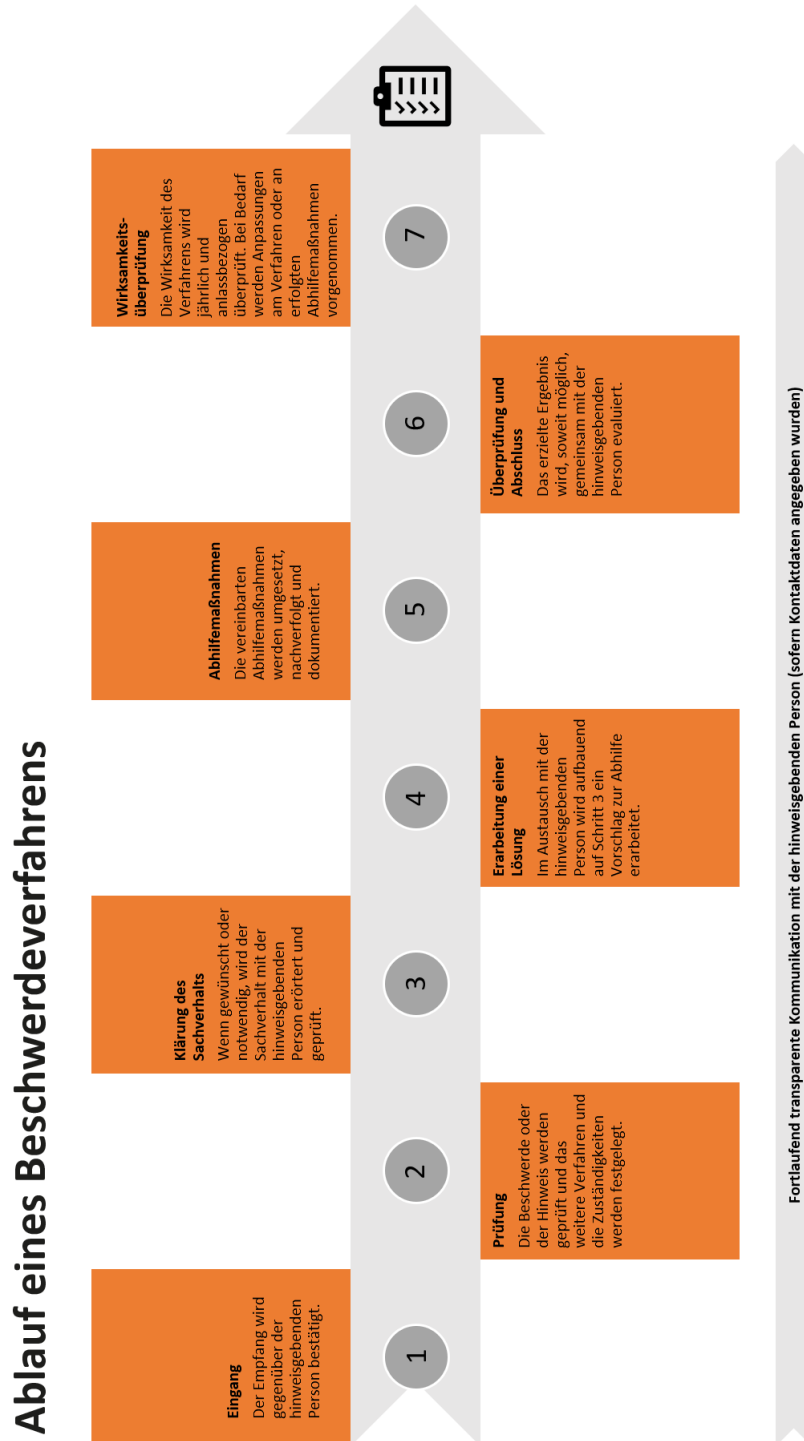 Ablauf eines Beschwerdeverfahrens
Eingang
Der Empfang wird
gegenüber der
hinweisgebenden
Person bestätigt.
1
Prüfung
Die Beschwerde oder
der Hinweis werden
geprüft und das
weitere Verfahren und
die Zuständigkeiten
werden festgelegt.
2
Klärung des
Sachverhalts
Wenn gewünscht oder
notwendig, wird der
Sachverhalt mit der
hinweisgebenden
Person erörtert und
geprüft.
3
Erarbeitung einer
Lösung
Im Austausch mit der
hinweisgebenden
Person wird aufbauend
auf Schritt 3 ein
Vorschlag zur Abhilfe
erarbeitet.
4
Abhilfemaßnahmen
Die vereinbarten
Abhilfemaßnahmen
werden umgesetzt,
nachverfolgt und
dokumentiert.
5
Überprüfung und
Abschluss
Das erzielte Ergebnis
wird, soweit möglich,
gemeinsam mit der
hinweisgebenden
Person evaluiert.
6
Wirksamkeits-
überprüfung
Die Wirksamkeit des
Verfahrens wird
jährlich und
anlassbezogen
überprüft. Bei Bedarf
werden Anpassungen
am Verfahren oder an
erfolgten
Abhilfemaßnahmen
vorgenommen.
7
Fortlaufend transparente Kommunikation mit der hinweisgebenden Person (sofern Kontaktdaten angegeben wurden)